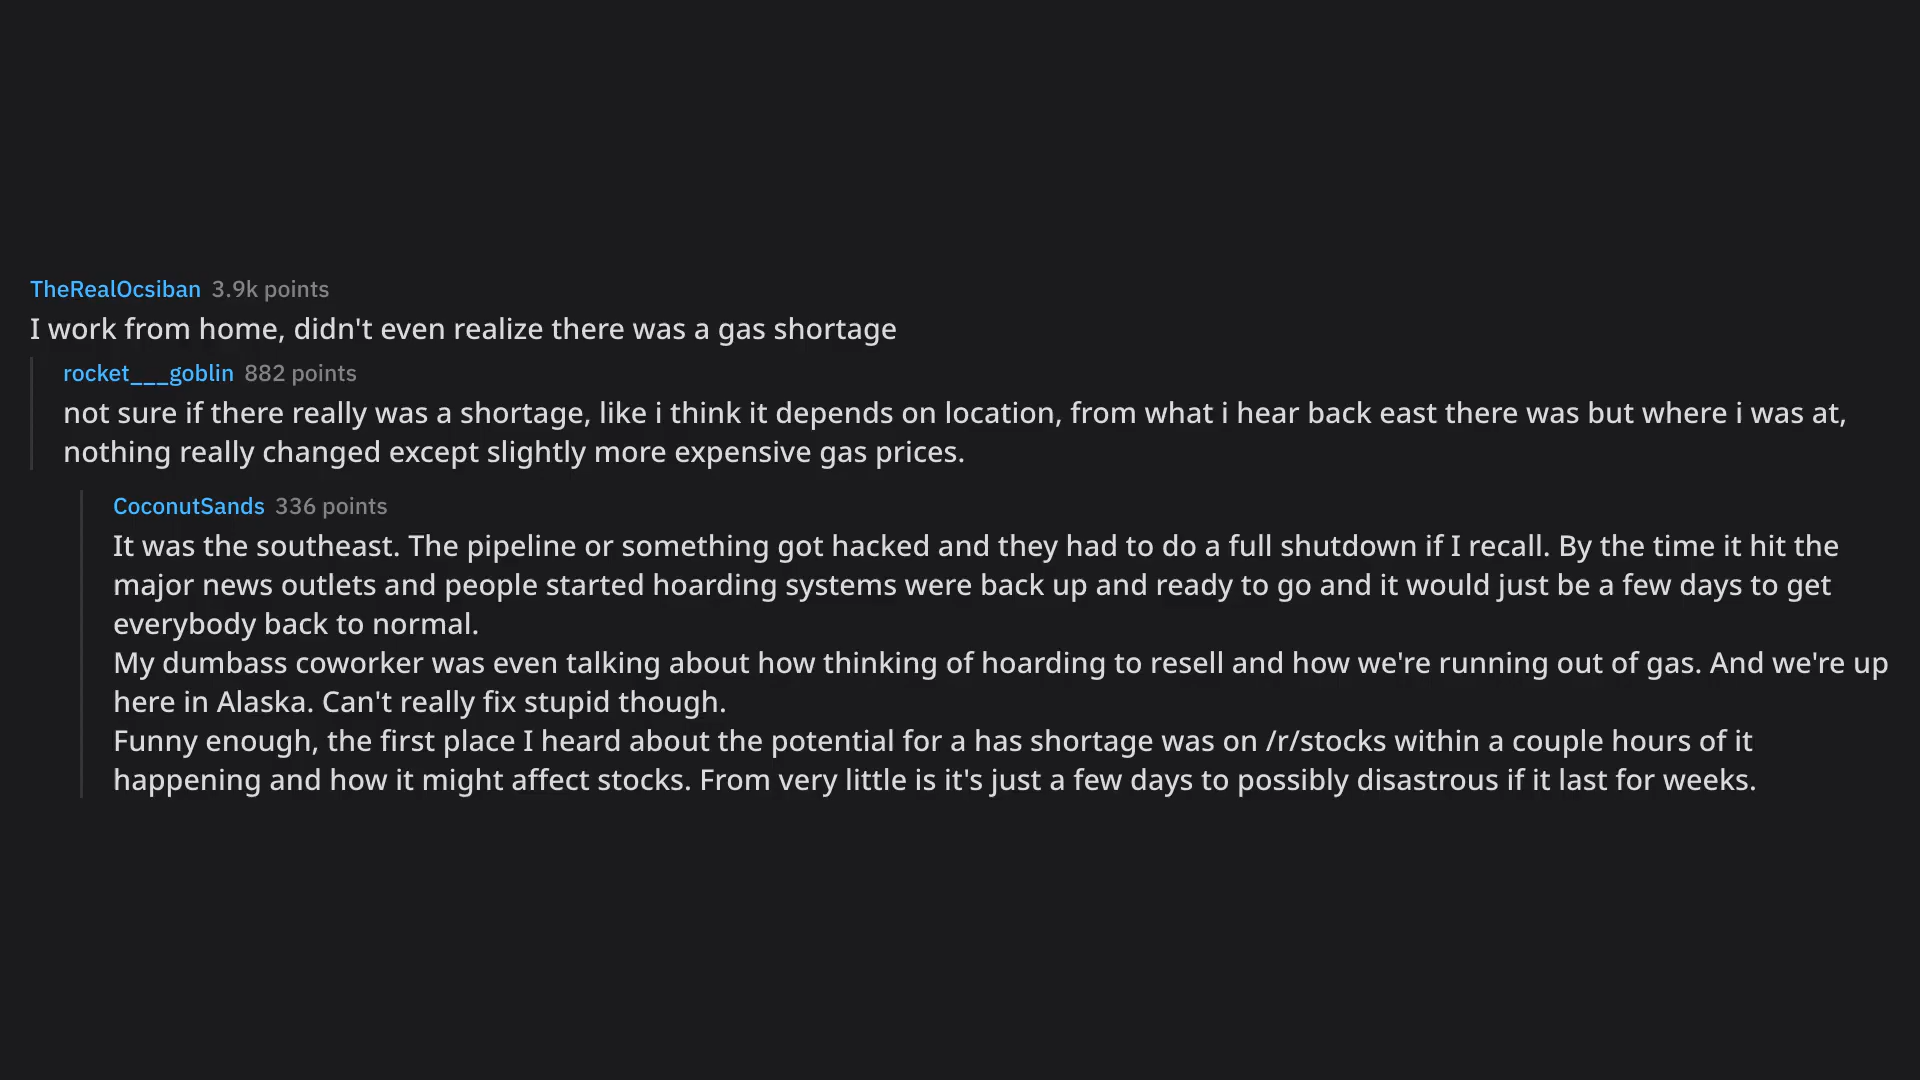 TheRealOcsiban 3.9k points
I work from home, didn't even realize there was a gas shortage
rocket___goblin 882 points
not sure if there really was a shortage, like i think it depends on location, from what i hear back east there was but where i was at,
nothing really changed except slightly more expensive gas prices.
CoconutSands 336 points
It was the southeast. The pipeline or something got hacked and they had to do a full shutdown if I recall. By the time it hit the
major news outlets and people started hoarding systems were back up and ready to go and it would just be a few days to get
everybody back to normal.
My dumbass coworker was even talking about how thinking of hoarding to resell and how we're running out of gas. And we're up
here in Alaska. Can't really fix stupid though.
Funny enough, the first place I heard about the potential for a has shortage was on /r/stocks within a couple hours of it
happening and how it might affect stocks. From very little is it's just a few days to possibly disastrous if it last for weeks.